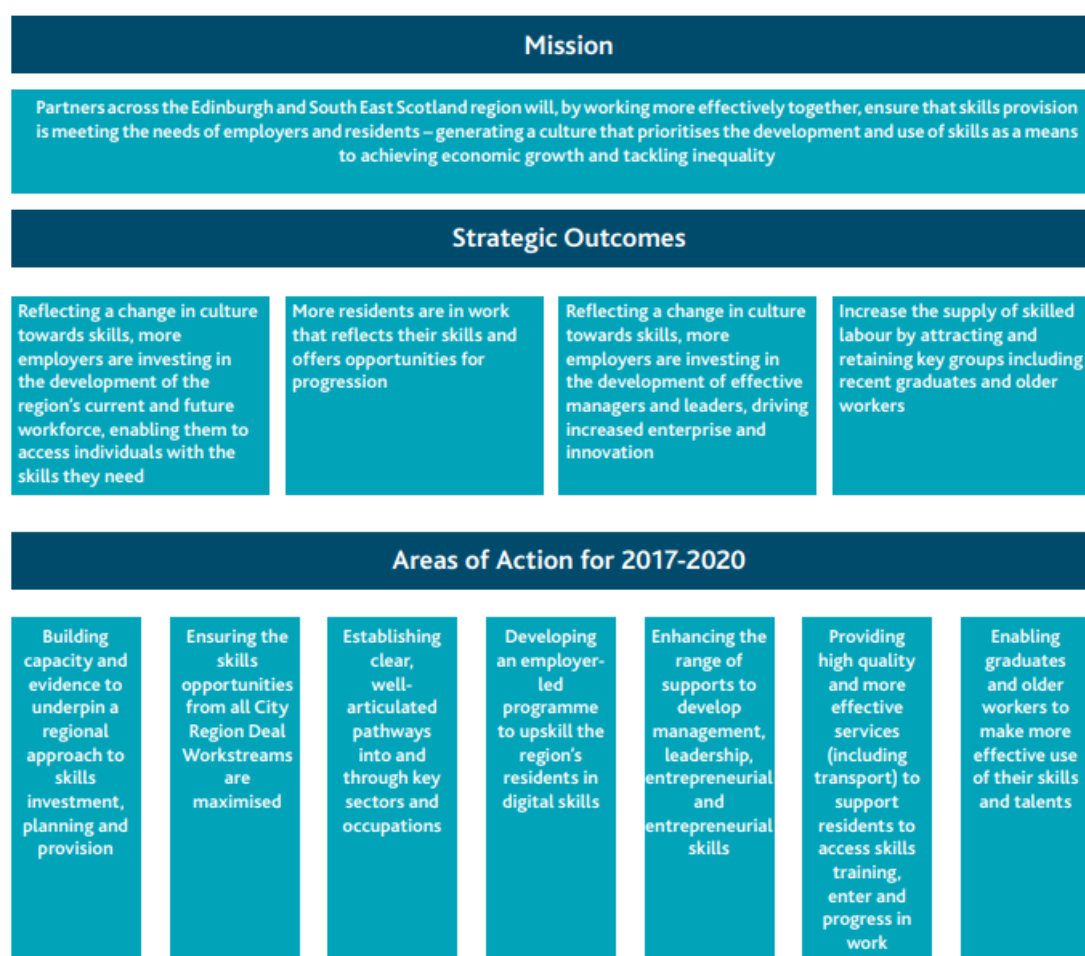 Mission
Partners across the Edinburgh and South East Scotland region will, by working more effectively together, ensure that skills provision
is meeting the needs of employers and residents – generating a culture that prioritises the development and use of skills as a means
to achieving economic growth and tackling inequality
Strategic Outcomes
Reflecting a change in culture
towards skills, more
employers are investing in
the development of the
region's current and future
workforce, enabling them to
access individuals with the
skills they need
More residents are in work
that reflects their skills and
offers opportunities for
progression
Reflecting a change in culture
towards skills, more
employers are investing in
the development of effective
managers and leaders, driving
increased enterprise and
innovation
Increase the supply of skilled
labour by attracting and
retaining key groups including
recent graduates and older
workers
Areas of Action for 2017-2020
Building
capacity and
evidence to
underpin a
regional
approach to
skills
investment,
planning and
provision
Ensuring the
skills
opportunities
from all City
Region Deal
Workstreams
are
maximised
Establishing
clear,
well-
articulated
pathways
into and
through key
sectors and
occupations
Developing
an employer-
led
programme
to upskill the
region's
residents in
digital skills
Enhancing the
range of
supports to
develop
management,
leadership,
entrepreneurial
and
entrepreneurial
skills
Providing
high quality
and more
effective
services
(including
transport) to
support
residents to
access skills
training,
enter and
progress in
work
Enabling
graduates
and older
workers to
make more
effective use
of their skills
and talents